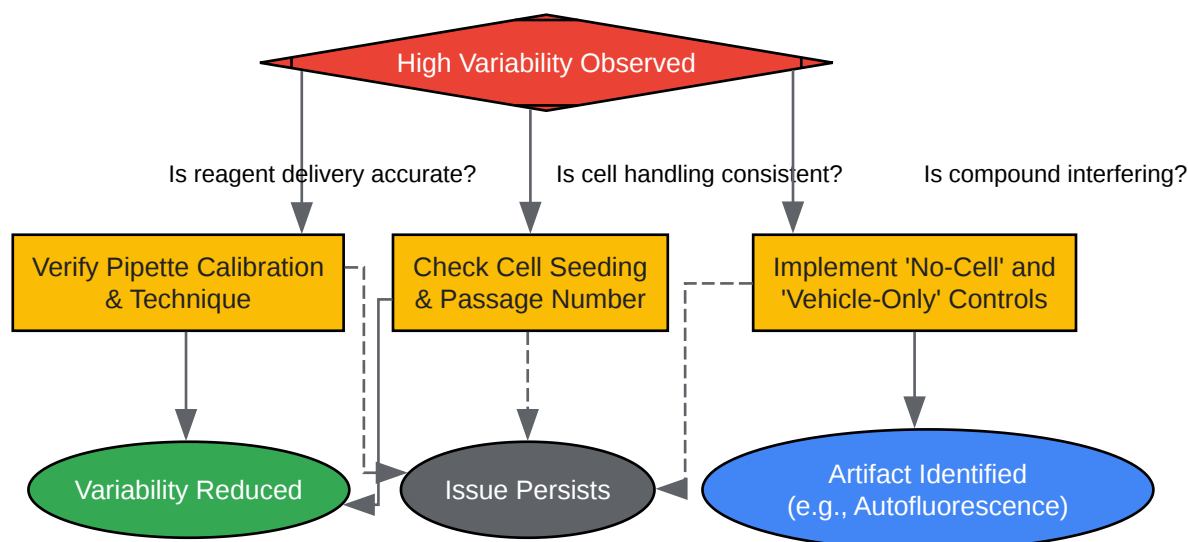 High Variability Observed
Is reagent delivery accurate?
Is cell handling consistent?
Is compound interfering?
Verify Pipette Calibration
& Technique
Check Cell Seeding
& Passage Number
Implement 'No-Cell' and
'Vehicle-Only' Controls
Variability Reduced
Issue Persists
Artifact Identified
(e.g., Autofluorescence)